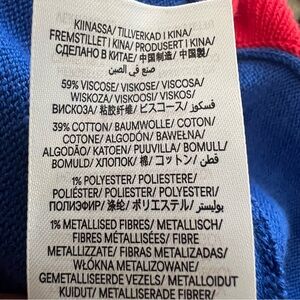 KIINASSA/ TILLVERKAD I KINA/
FREMSTILLET I KINA/ PRODUSERT I KINA/
СДЕЛАНО В КИТАЕ/ 中国制造/ 中国製/
صنع في الصين
59% VISCOSE/ VISKOSE/ VISCOSA/
WISKOZA/ VISKOOSI/ VISKOS/
ВИСКОЗА/ 粘胶纤维/ ビスコース/ فسكوز
39% COTTON/ BAUMWOLLE/ COTON/
COTONE/ ALGODÓN/ BAWEŁNA/
ALGODÃO/ KATOEN/ PUUVILLA/ BOMULL/
BOMULD/ ХЛОПОК/ 棉/ コットン/ قطن
1% POLYESTER/ POLIESTERE/
POLIÉSTER/ POLIESTER/ POLYESTERI/
ПОЛИЭФИР/ 涤纶/ ポリエステル/ بوليستر
1% METALLISED FIBRES/ METALLISCH/
FIBRES MÉTALLISÉES/ FIBRE
METALLIZZATE/ FIBRAS METALIZADAS/
WŁÓKNA METALIZOWANE/
GEMETALLISEERDE VEZELS/ METALLOIDUT
KUIDUT/ METALLISERADE FIBRER/